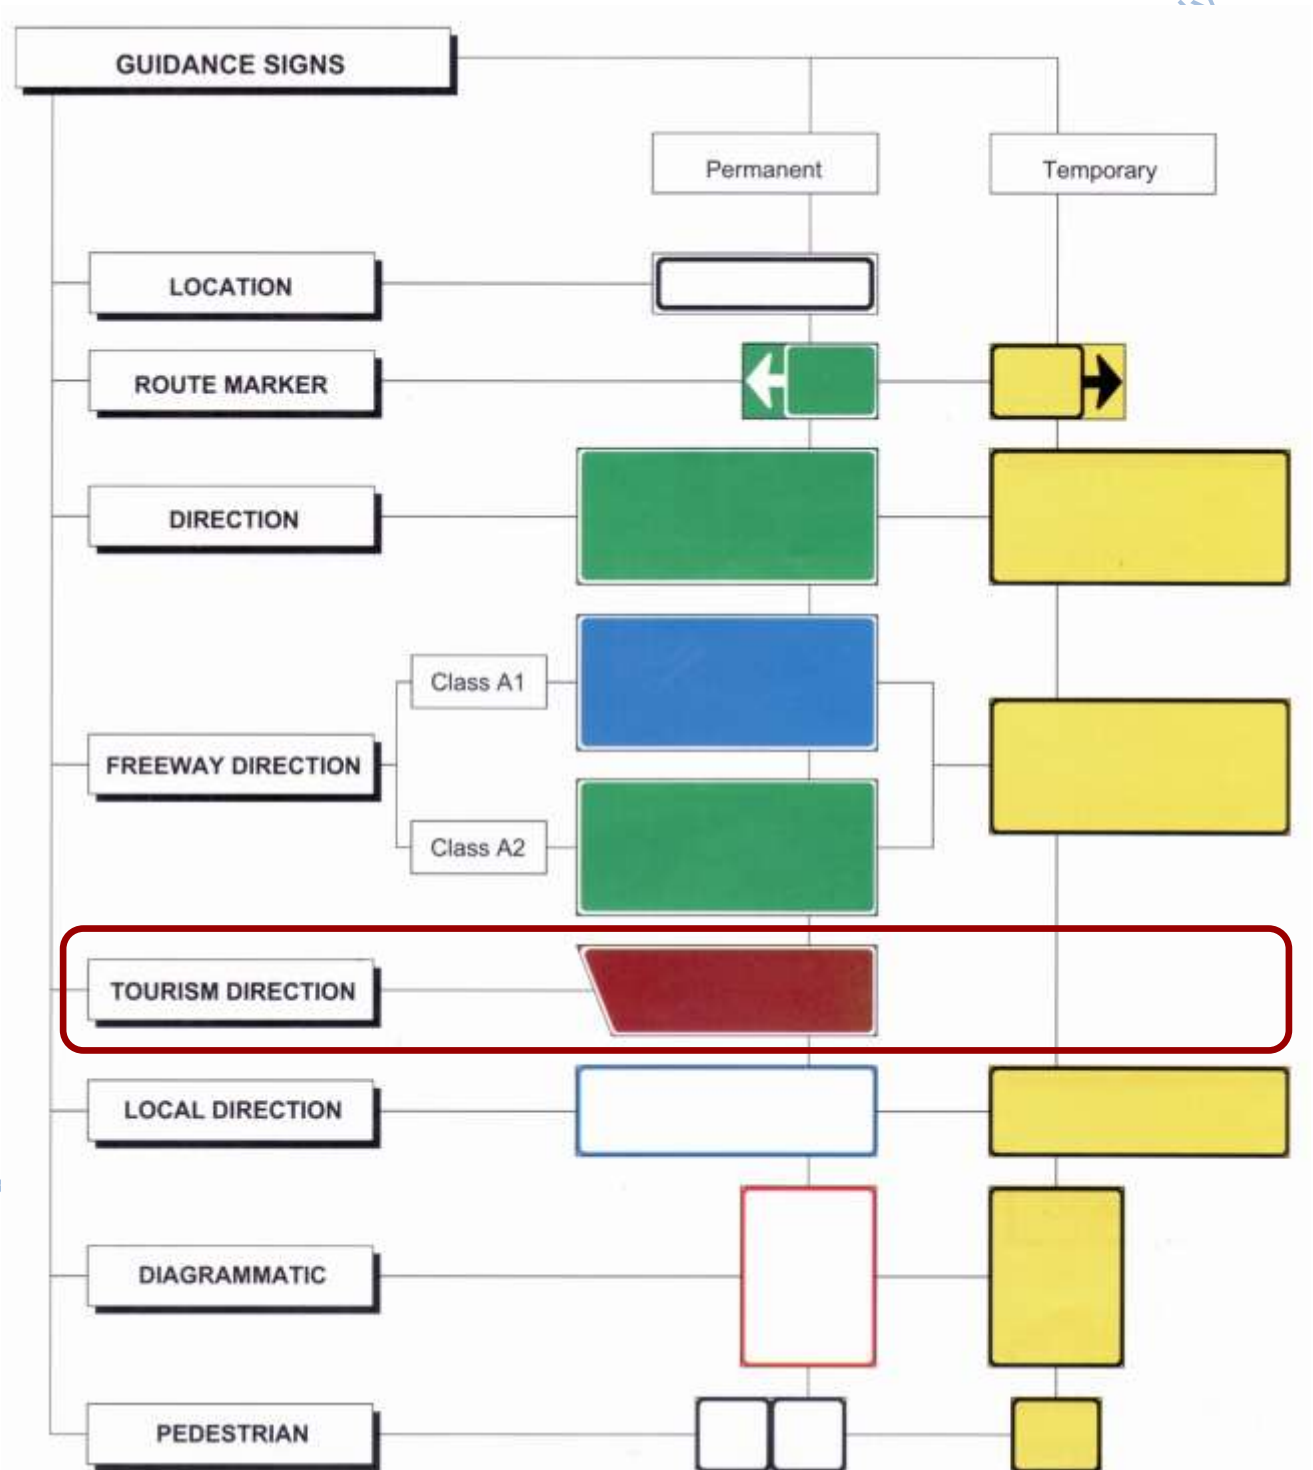 GUIDANCE SIGNS
Permanent
Temporary
LOCATION
ROUTE MARKER
DIRECTION
Class A1
FREEWAY DIRECTION
Class A2
TOURISM DIRECTION
LOCAL DIRECTION
DIAGRAMMATIC
PEDESTRIAN